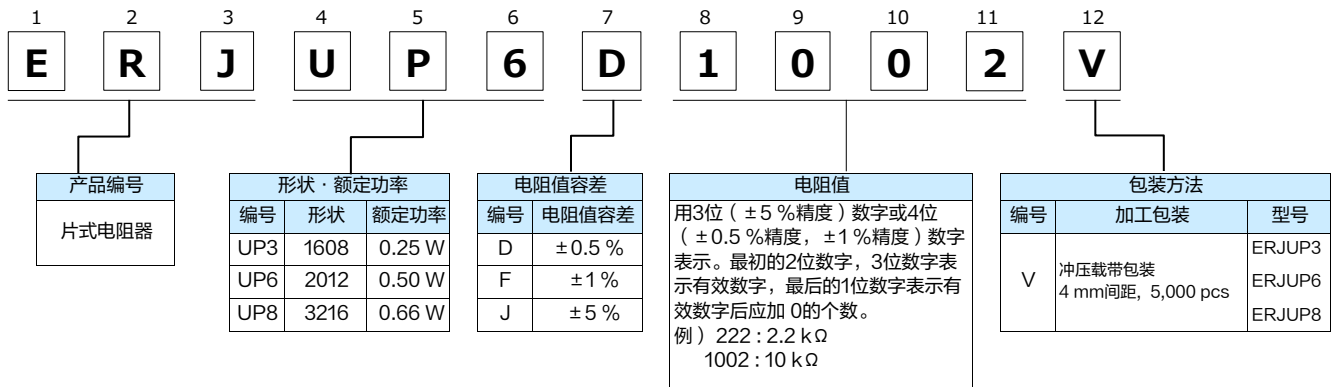 1 2 3 4 5 6 7 8 9 10 11 12
E R J U P 6 D 1 0 0 2 V
产品编号
片式电阻器
形状·额定功率
编号 形状 额定功率
UP3 1608 0.25 W
UP6 2012 0.50 W
UP8 3216 0.66 W
电阻值容差
编号 电阻值容差
D ±0.5 %
F ±1 %
J ±5 %
电阻值
用3位（±5 %精度）数字或4位
（±0.5 %精度，±1 %精度）数字
表示。最初的2位数字，3位数字表
示有效数字，最后的1位数字表示有
效数字后应加 0的个数。
例）222 : 2.2 kΩ
1002 : 10 kΩ
包装方法
编号 加工包装 型号
V 冲压载带包装
4 mm间距, 5,000 pcs
ERJUP3
ERJUP6
ERJUP8